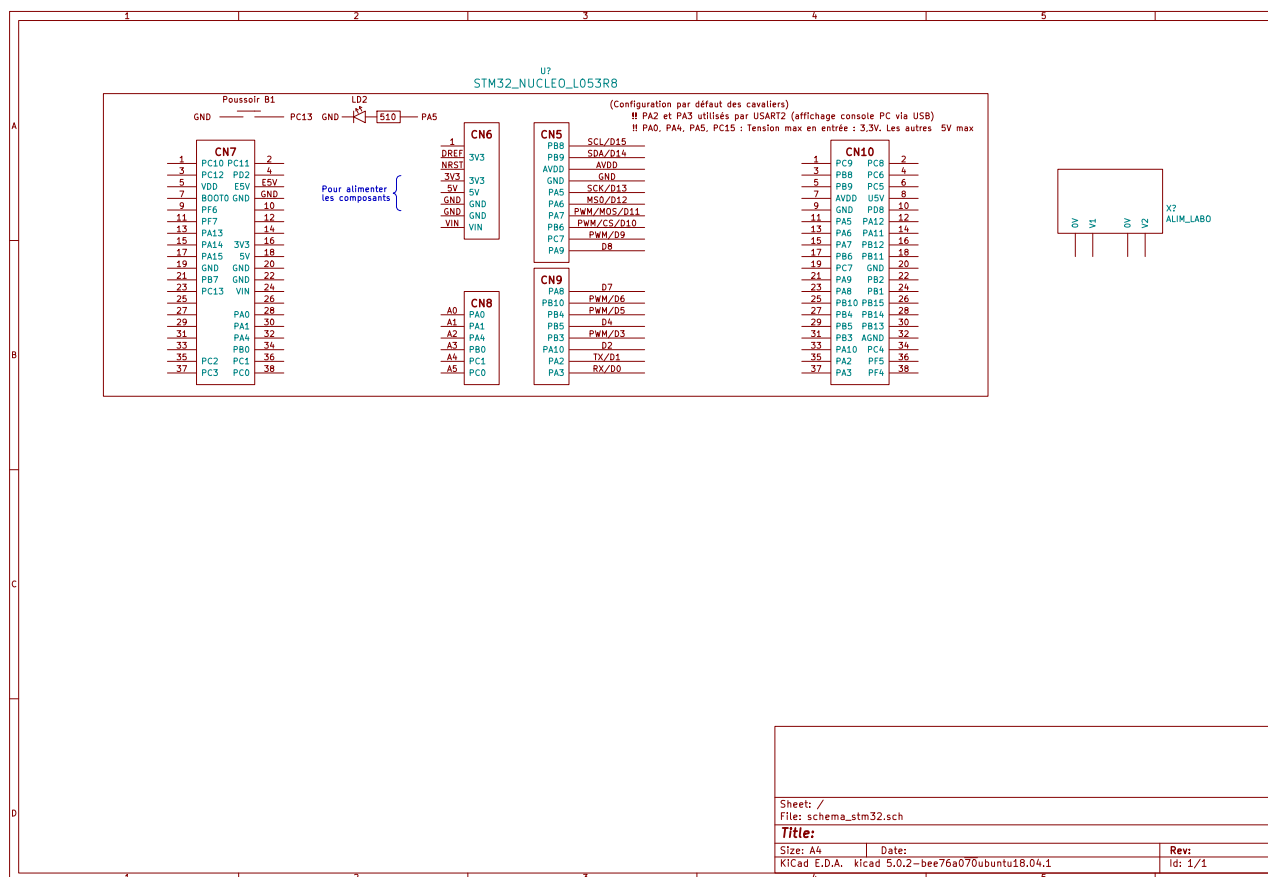 1 2 3 4 5
U?
STM32_NUCLEO_L053R8
Poussoir B1
GND PC13
LD2
GND 510 PA5
(Configuration par défaut des cavaliers)
!! PA2 et PA3 utilisés par USART2 (affichage console PC via USB)
!! PA0, PA4, PA5, PC15 : Tension max en entrée : 3,3V. Les autres 5V max
A
B
C
D
CN7
1 PC10 PC11 2
3 PC12 PD2 4
5 VDD E5V E5V
7 BOOT0 GND GND
9 PF6 10
11 PF7 12
13 PA13 14
15 PA14 3V3 16
17 PA15 5V 18
19 GND GND 20
21 PB7 GND 22
23 PC13 VIN 24
25 26
27 PA0 28
29 PA1 30
31 PA4 32
33 PB0 34
35 PC2 PC1 36
37 PC3 PC0 38
Pour alimenter
les composants
CN6
1
DREF 3V3
NRST
3V3 3V3
5V 5V
GND GND
GND GND
VIN VIN
CN8
A0 PA0
A1 PA1
A2 PA4
A3 PB0
A4 PC1
A5 PC0
CN5
PB8 SCL/D15
PB9 SDA/D14
AVDD AVDD
GND GND
PA5 SCK/D13
PA6 MSO/D12
PA7 PWM/MOS/D11
PB6 PWM/CS/D10
PC7 PWM/D9
PA9 D8
CN9
PA8 D7
PB10 PWM/D6
PB4 PWM/D5
PB5 D4
PB3 PWM/D3
PA10 D2
PA2 TX/D1
PA3 RX/D0
CN10
1 PC9 PC8 2
3 PB8 PC6 4
5 PB9 PC5 6
7 AVDD U5V 8
9 GND PD8 10
11 PA5 PA12 12
13 PA6 PA11 14
15 PA7 PB12 16
17 PB6 PB11 18
19 PC7 GND 20
21 PA9 PB2 22
23 PA8 PB1 24
25 PB10 PB15 26
27 PB4 PB14 28
29 PB5 PB13 30
31 PB3 AGND 32
33 PA10 PC4 34
35 PA2 PF5 36
37 PA3 PF4 38
X?
ALIM_LABO
0V V1 0V V2
Sheet: /
File: schema_stm32.sch
Title:
Size: A4 Date: Rev:
KiCad E.D.A. kicad 5.0.2-bee76a070ubuntu18.04.1 Id: 1/1
1 2 3 4 5